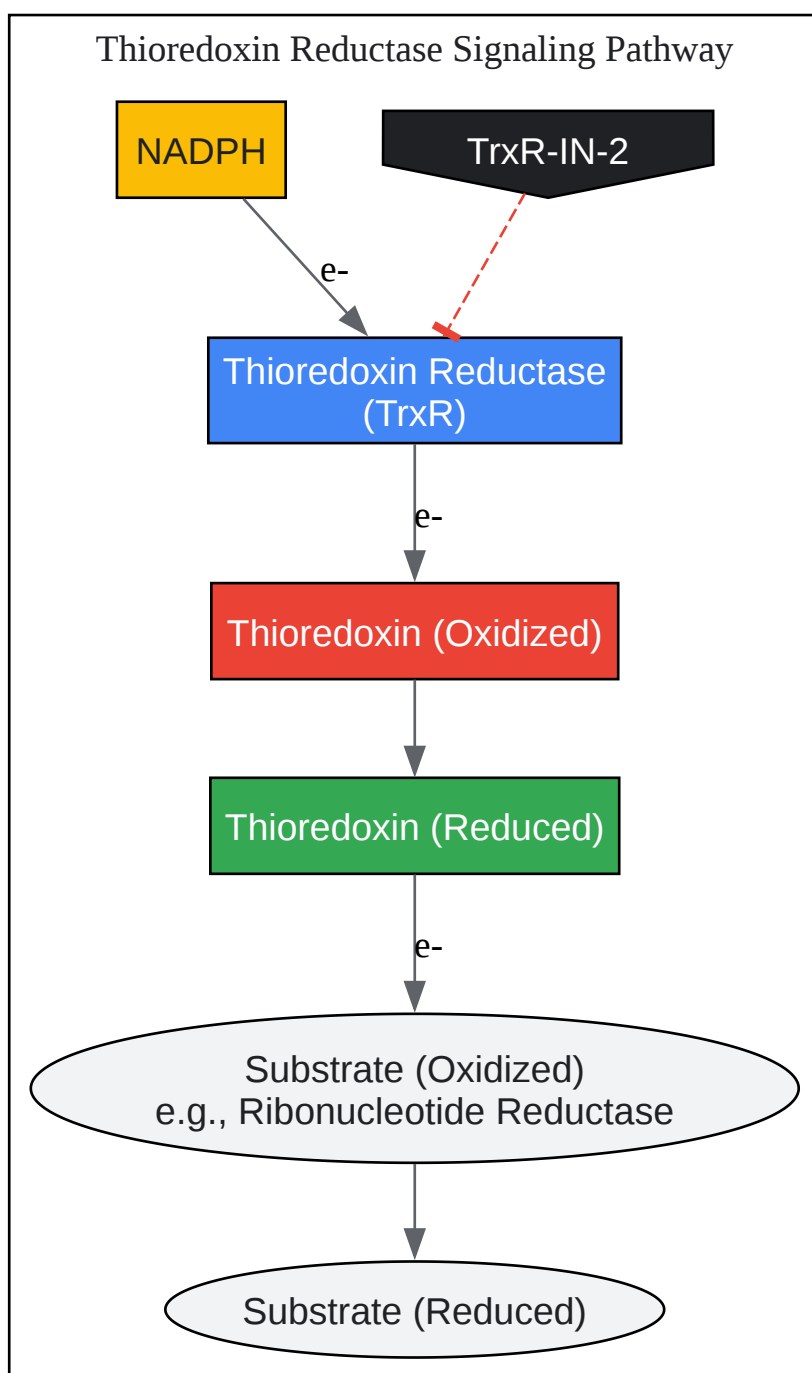 Thioredoxin Reductase Signaling Pathway
NADPH
TrxR-IN-2
e-
Thioredoxin Reductase
(TrxR)
e-
Thioredoxin (Oxidized)
Thioredoxin (Reduced)
e-
Substrate (Oxidized)
e.g., Ribonucleotide Reductase
Substrate (Reduced)